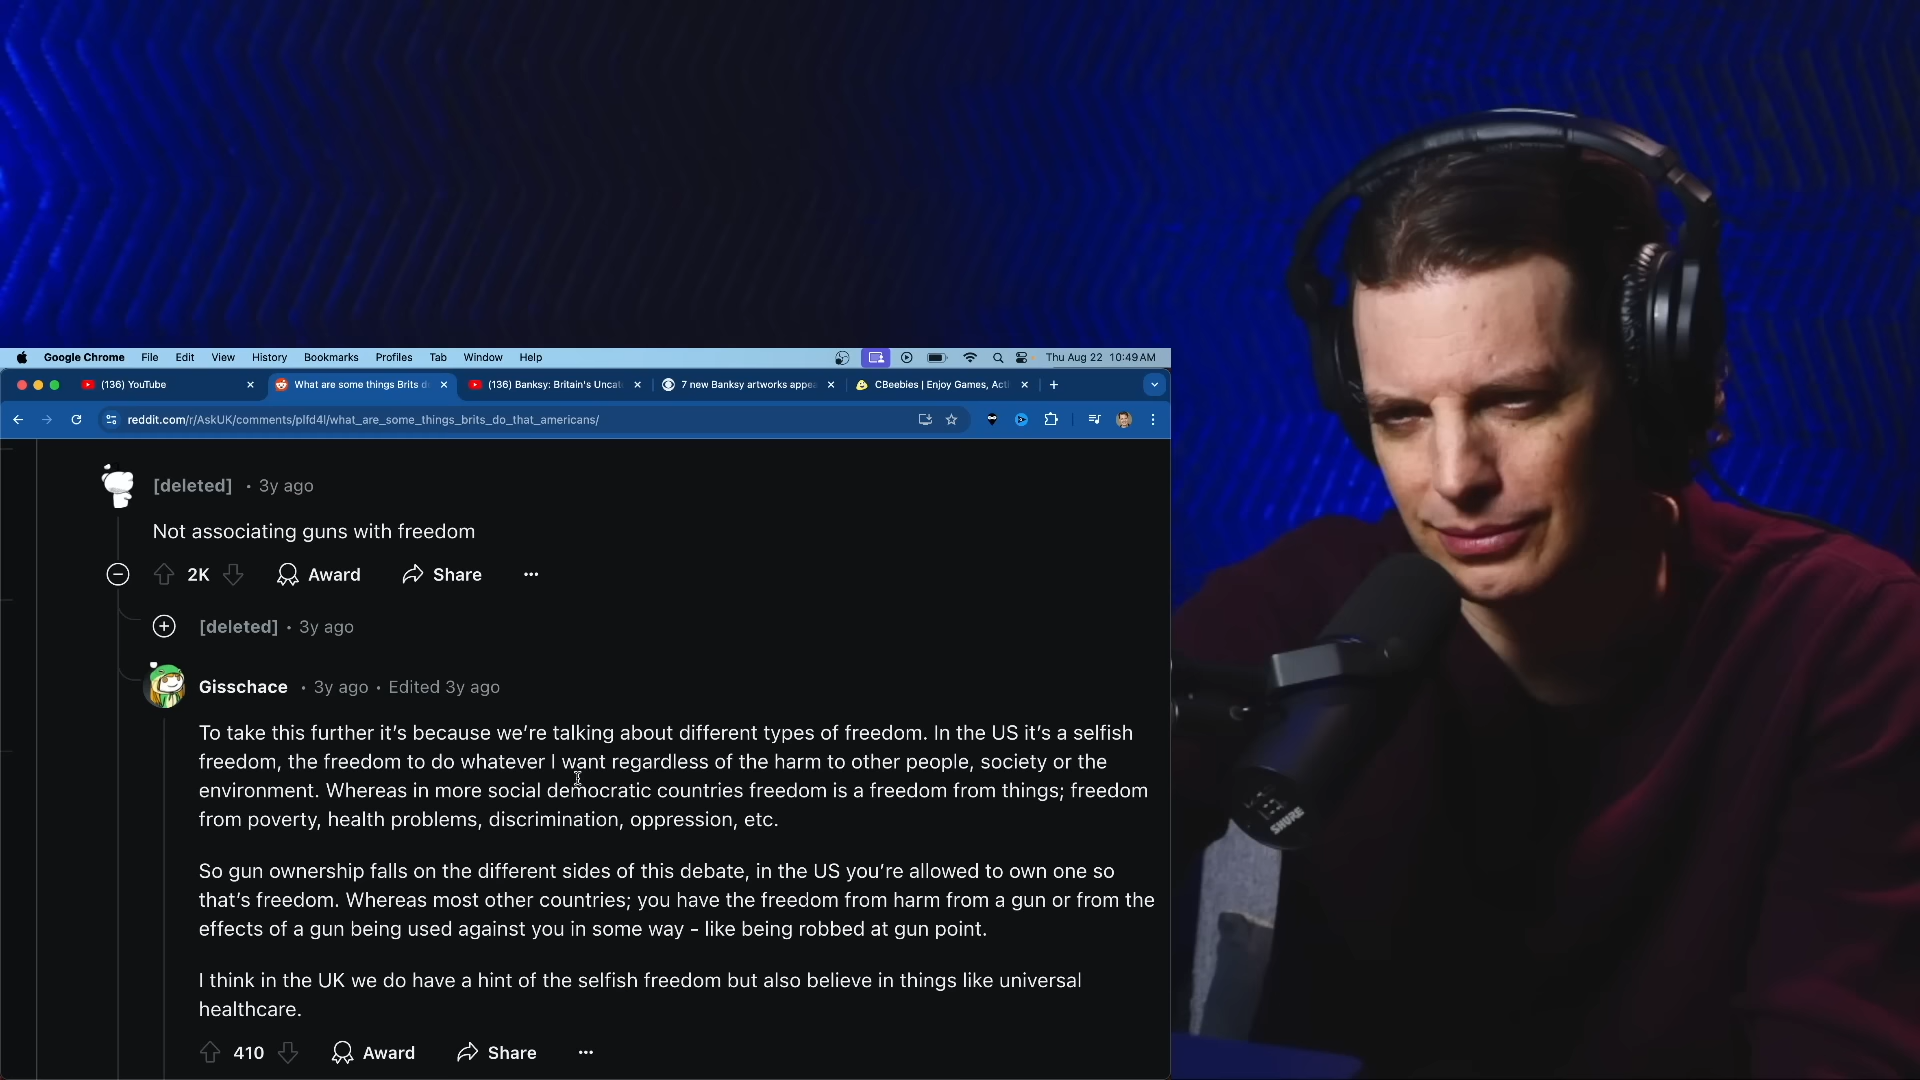 Google Chrome File Edit View History Bookmarks Profiles Tab Window Help Thu Aug 22 10:49 AM
(136) YouTube What are some things Brits d (136) Banksy: Britain's Uncat 7 new Banksy artworks appea CBeebies | Enjoy Games, Acti
reddit.com/r/AskUK/comments/plfd4l/what_are_some_things_brits_do_that_americans/
[deleted] • 3y ago
Not associating guns with freedom
2K Award Share ...
[deleted] • 3y ago
Gisschace • 3y ago • Edited 3y ago
To take this further it’s because we’re talking about different types of freedom. In the US it’s a selfish
freedom, the freedom to do whatever I want regardless of the harm to other people, society or the
environment. Whereas in more social democratic countries freedom is a freedom from things; freedom
from poverty, health problems, discrimination, oppression, etc.
So gun ownership falls on the different sides of this debate, in the US you’re allowed to own one so
that’s freedom. Whereas most other countries; you have the freedom from harm from a gun or from the
effects of a gun being used against you in some way - like being robbed at gun point.
I think in the UK we do have a hint of the selfish freedom but also believe in things like universal
healthcare.
410 Award Share ...
SHURE